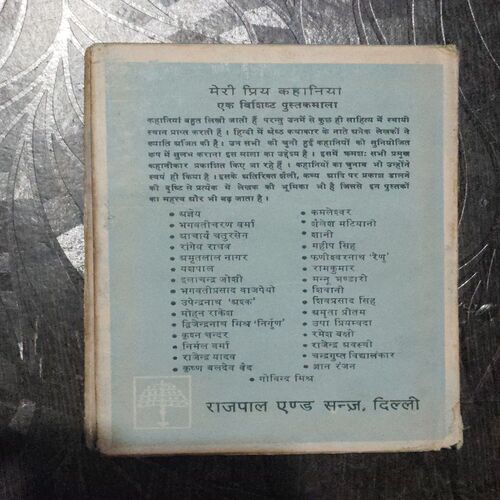 मेरी प्रिय कहानियां
एक विशिष्ट पुस्तकमाला
कहानियां बहुत लिखी जाती हैं परन्तु उनमें से कुछ ही साहित्य में स्थायी
स्थान प्राप्त करती हैं । हिन्दी में श्रेष्ठ कथाकार के नाते अनेक लेखकों ने
ख्याति अर्जित की है । उन सभी की चुनी हुई कहानियों को सुनियोजित
रूप में सुलभ कराना इस माला का उद्देश्य है । इसमें क्रमशः सभी प्रमुख
कहानीकार प्रकाशित किए जा रहे हैं । कहानियों का चुनाव भी उन्होंने
स्वयं ही किया है । इसके अतिरिक्त शैली, कथ्य आदि पर प्रकाश डालने
की दृष्टि से प्रत्येक में लेखक की भूमिका भी है जिससे इन पुस्तकों
का महत्त्व और भी बढ़ जाता है ।
• अज्ञेय
• भगवतीचरण वर्मा
• आचार्य चतुरसेन
• रांगेय राघव
• अमृतलाल नागर
• यशपाल
• इलाचन्द्र जोशी
• भगवतीप्रसाद वाजपेयी
• उपेन्द्रनाथ 'अश्क'
• मोहन राकेश
• द्विजेन्द्रनाथ मिश्र 'निर्गुण'
• कृष्न चन्दर
• निर्मल वर्मा
• राजेन्द्र यादव
• कृष्ण बलदेव वैद
• कमलेश्वर
• शैलेश मटियानी
• शानी
• महीप सिंह
• फणीश्वरनाथ 'रेणु'
• रामकुमार
• मन्नू भण्डारी
• शिवानी
• शिवप्रसाद सिंह
• अमृता प्रीतम
• उषा प्रियम्वदा
• रमेश बक्षी
• राजेन्द्र अवस्थी
• चन्द्रगुप्त विद्यालंकार
• ज्ञान रंजन
• गोविन्द मिश्र
राजपाल एण्ड सन्ज़, दिल्ली